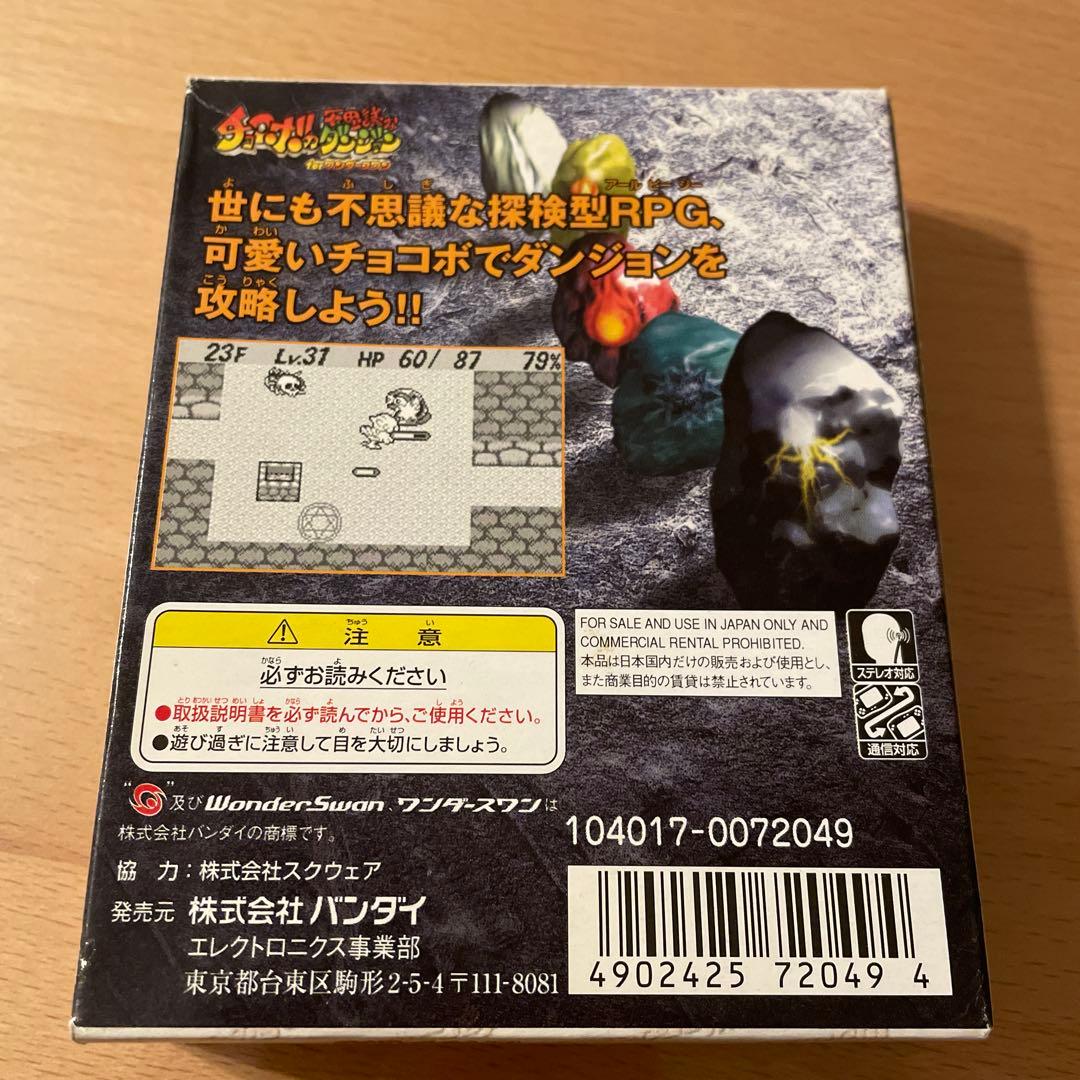 チョコボの不思議なダンジョン
for ワンダースワン
世にも不思議な探検型RPG、
可愛いチョコボでダンジョンを
攻略しよう!!
23F Lv.31 HP 60/ 87 79%
⚠ 注意
必ずお読みください
●取扱説明書を必ず読んでから、ご使用ください。
●遊び過ぎに注意して目を大切にしましょう。
FOR SALE AND USE IN JAPAN ONLY AND
COMMERCIAL RENTAL PROHIBITED.
本品は日本国内だけの販売および使用とし、
また商業目的の賃貸は禁止されています。
ステレオ対応
通信対応
" "及びWonderSwan、ワンダースワンは
株式会社バンダイの商標です。
協 力:株式会社スクウェア
発売元 株式会社バンダイ
エレクトロニクス事業部
東京都台東区駒形2-5-4〒111-8081
104017-0072049
4902425 72049 4